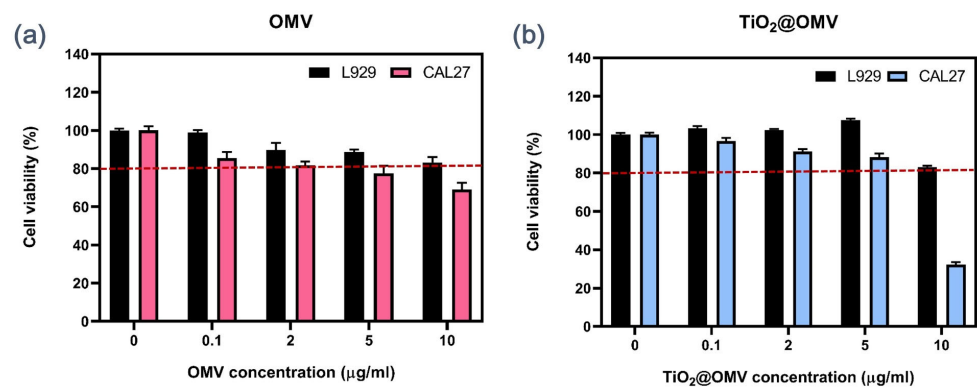 (a)
OMV
L929 CAL27
Cell viability (%)
140
120
100
80
60
40
20
0
0 0.1 2 5 10
OMV concentration (μg/ml)
(b)
TiO₂@OMV
L929 CAL27
Cell viability (%)
140
120
100
80
60
40
20
0
0 0.1 2 5 10
TiO₂@OMV concentration (μg/ml)